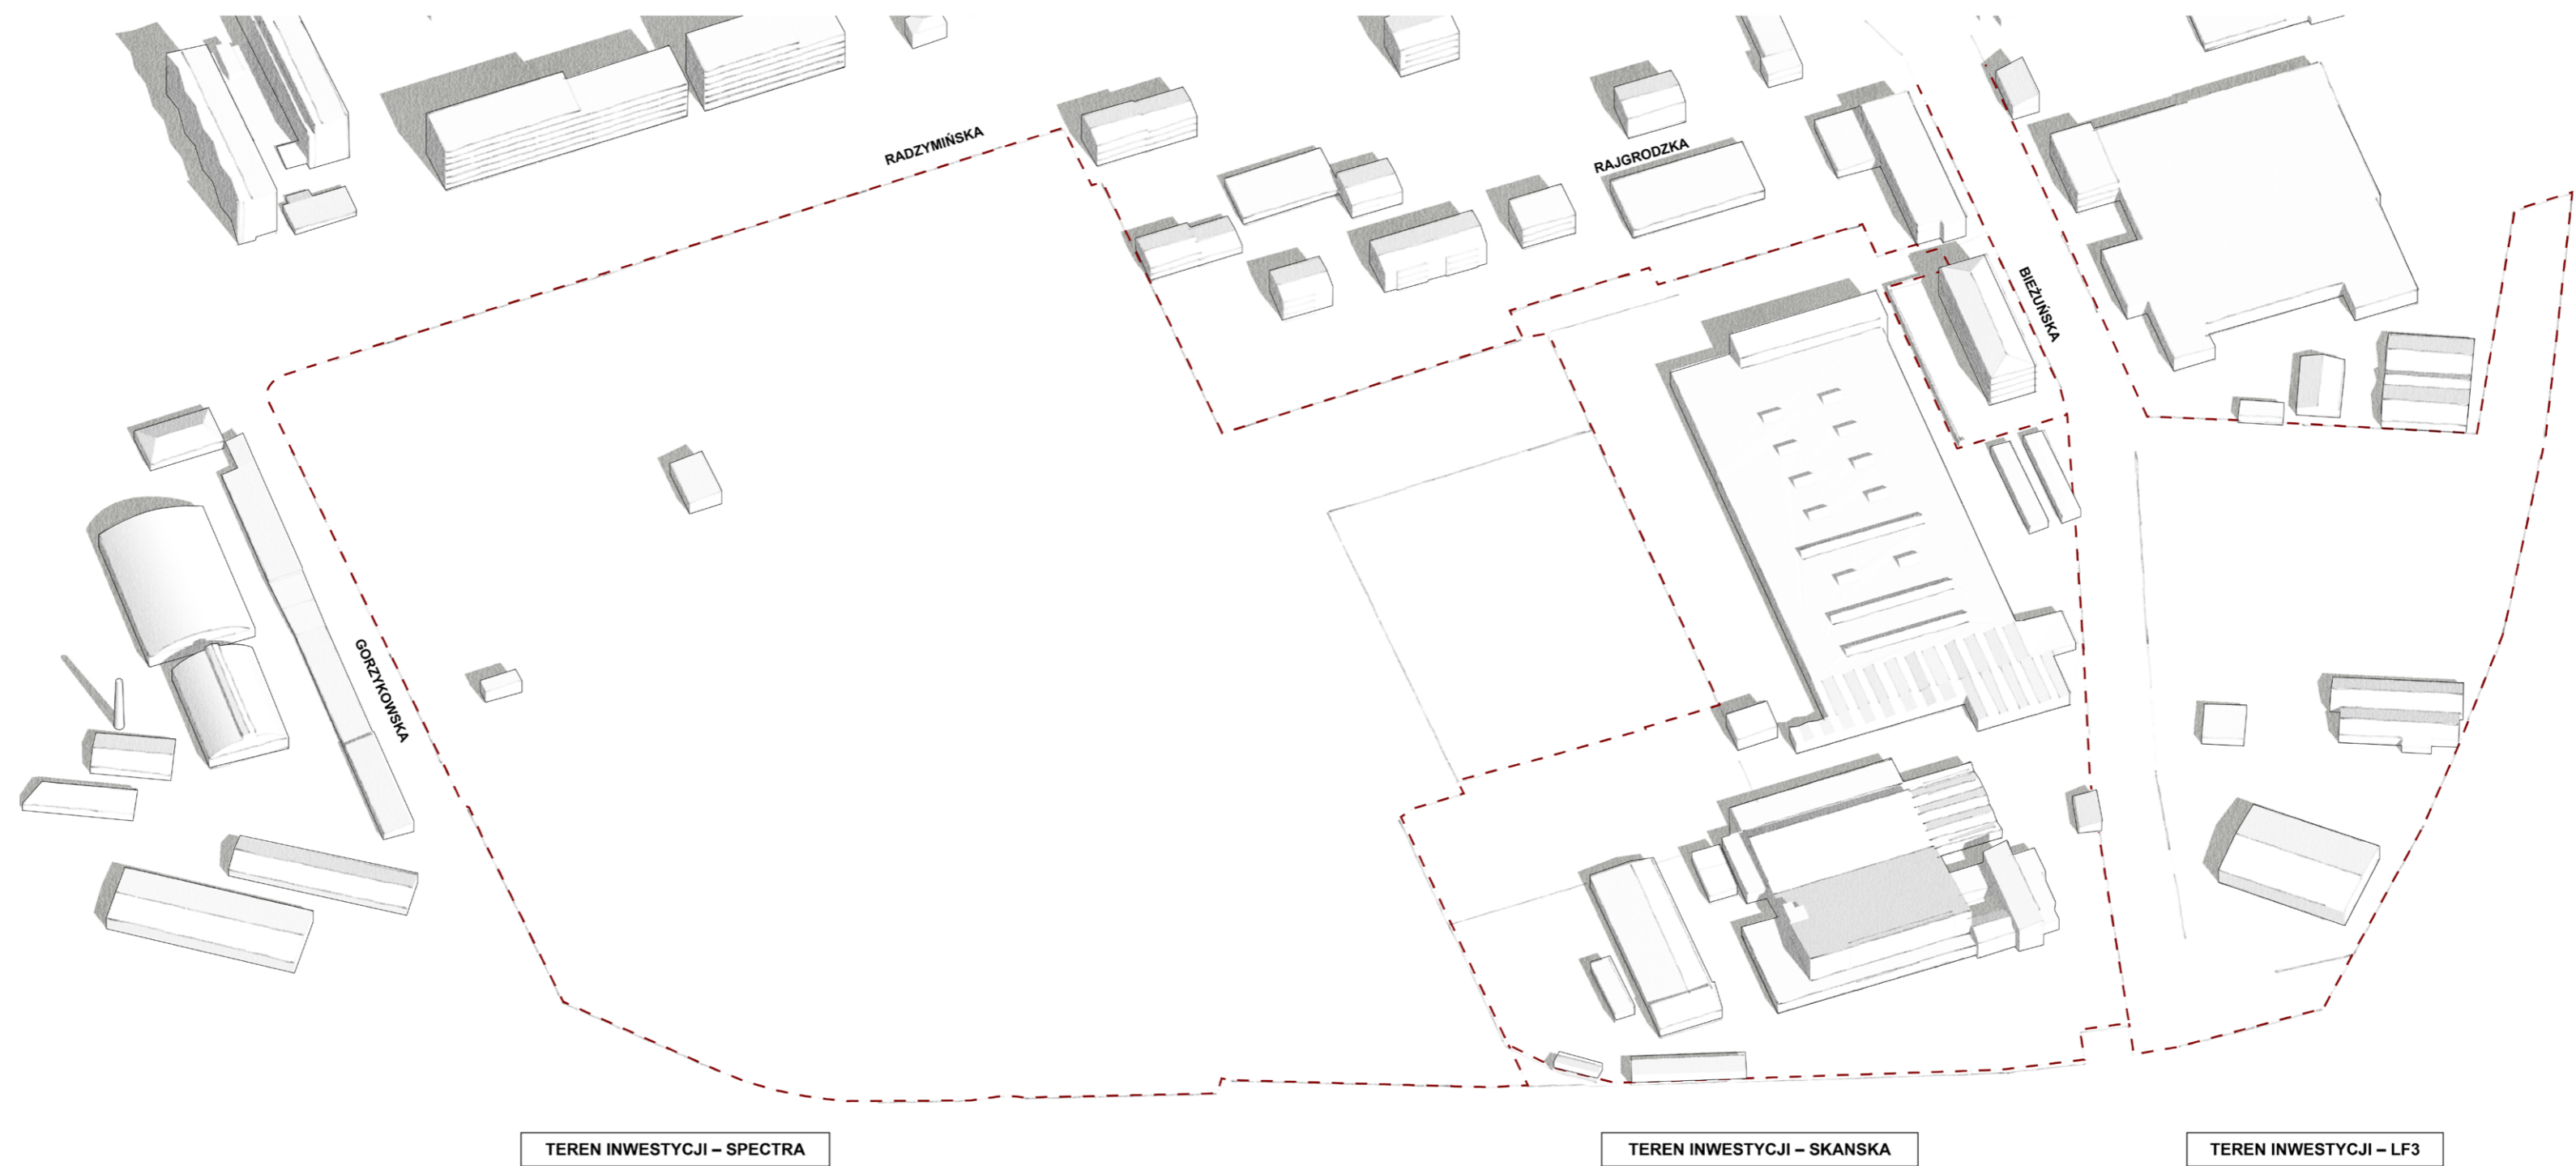 RADZYMIŃSKA
RAJGRODZKA
BIEŻUŃSKA
GORZYKOWSKA
TEREN INWESTYCJI – SPECTRA
TEREN INWESTYCJI – SKANSKA
TEREN INWESTYCJI – LF3